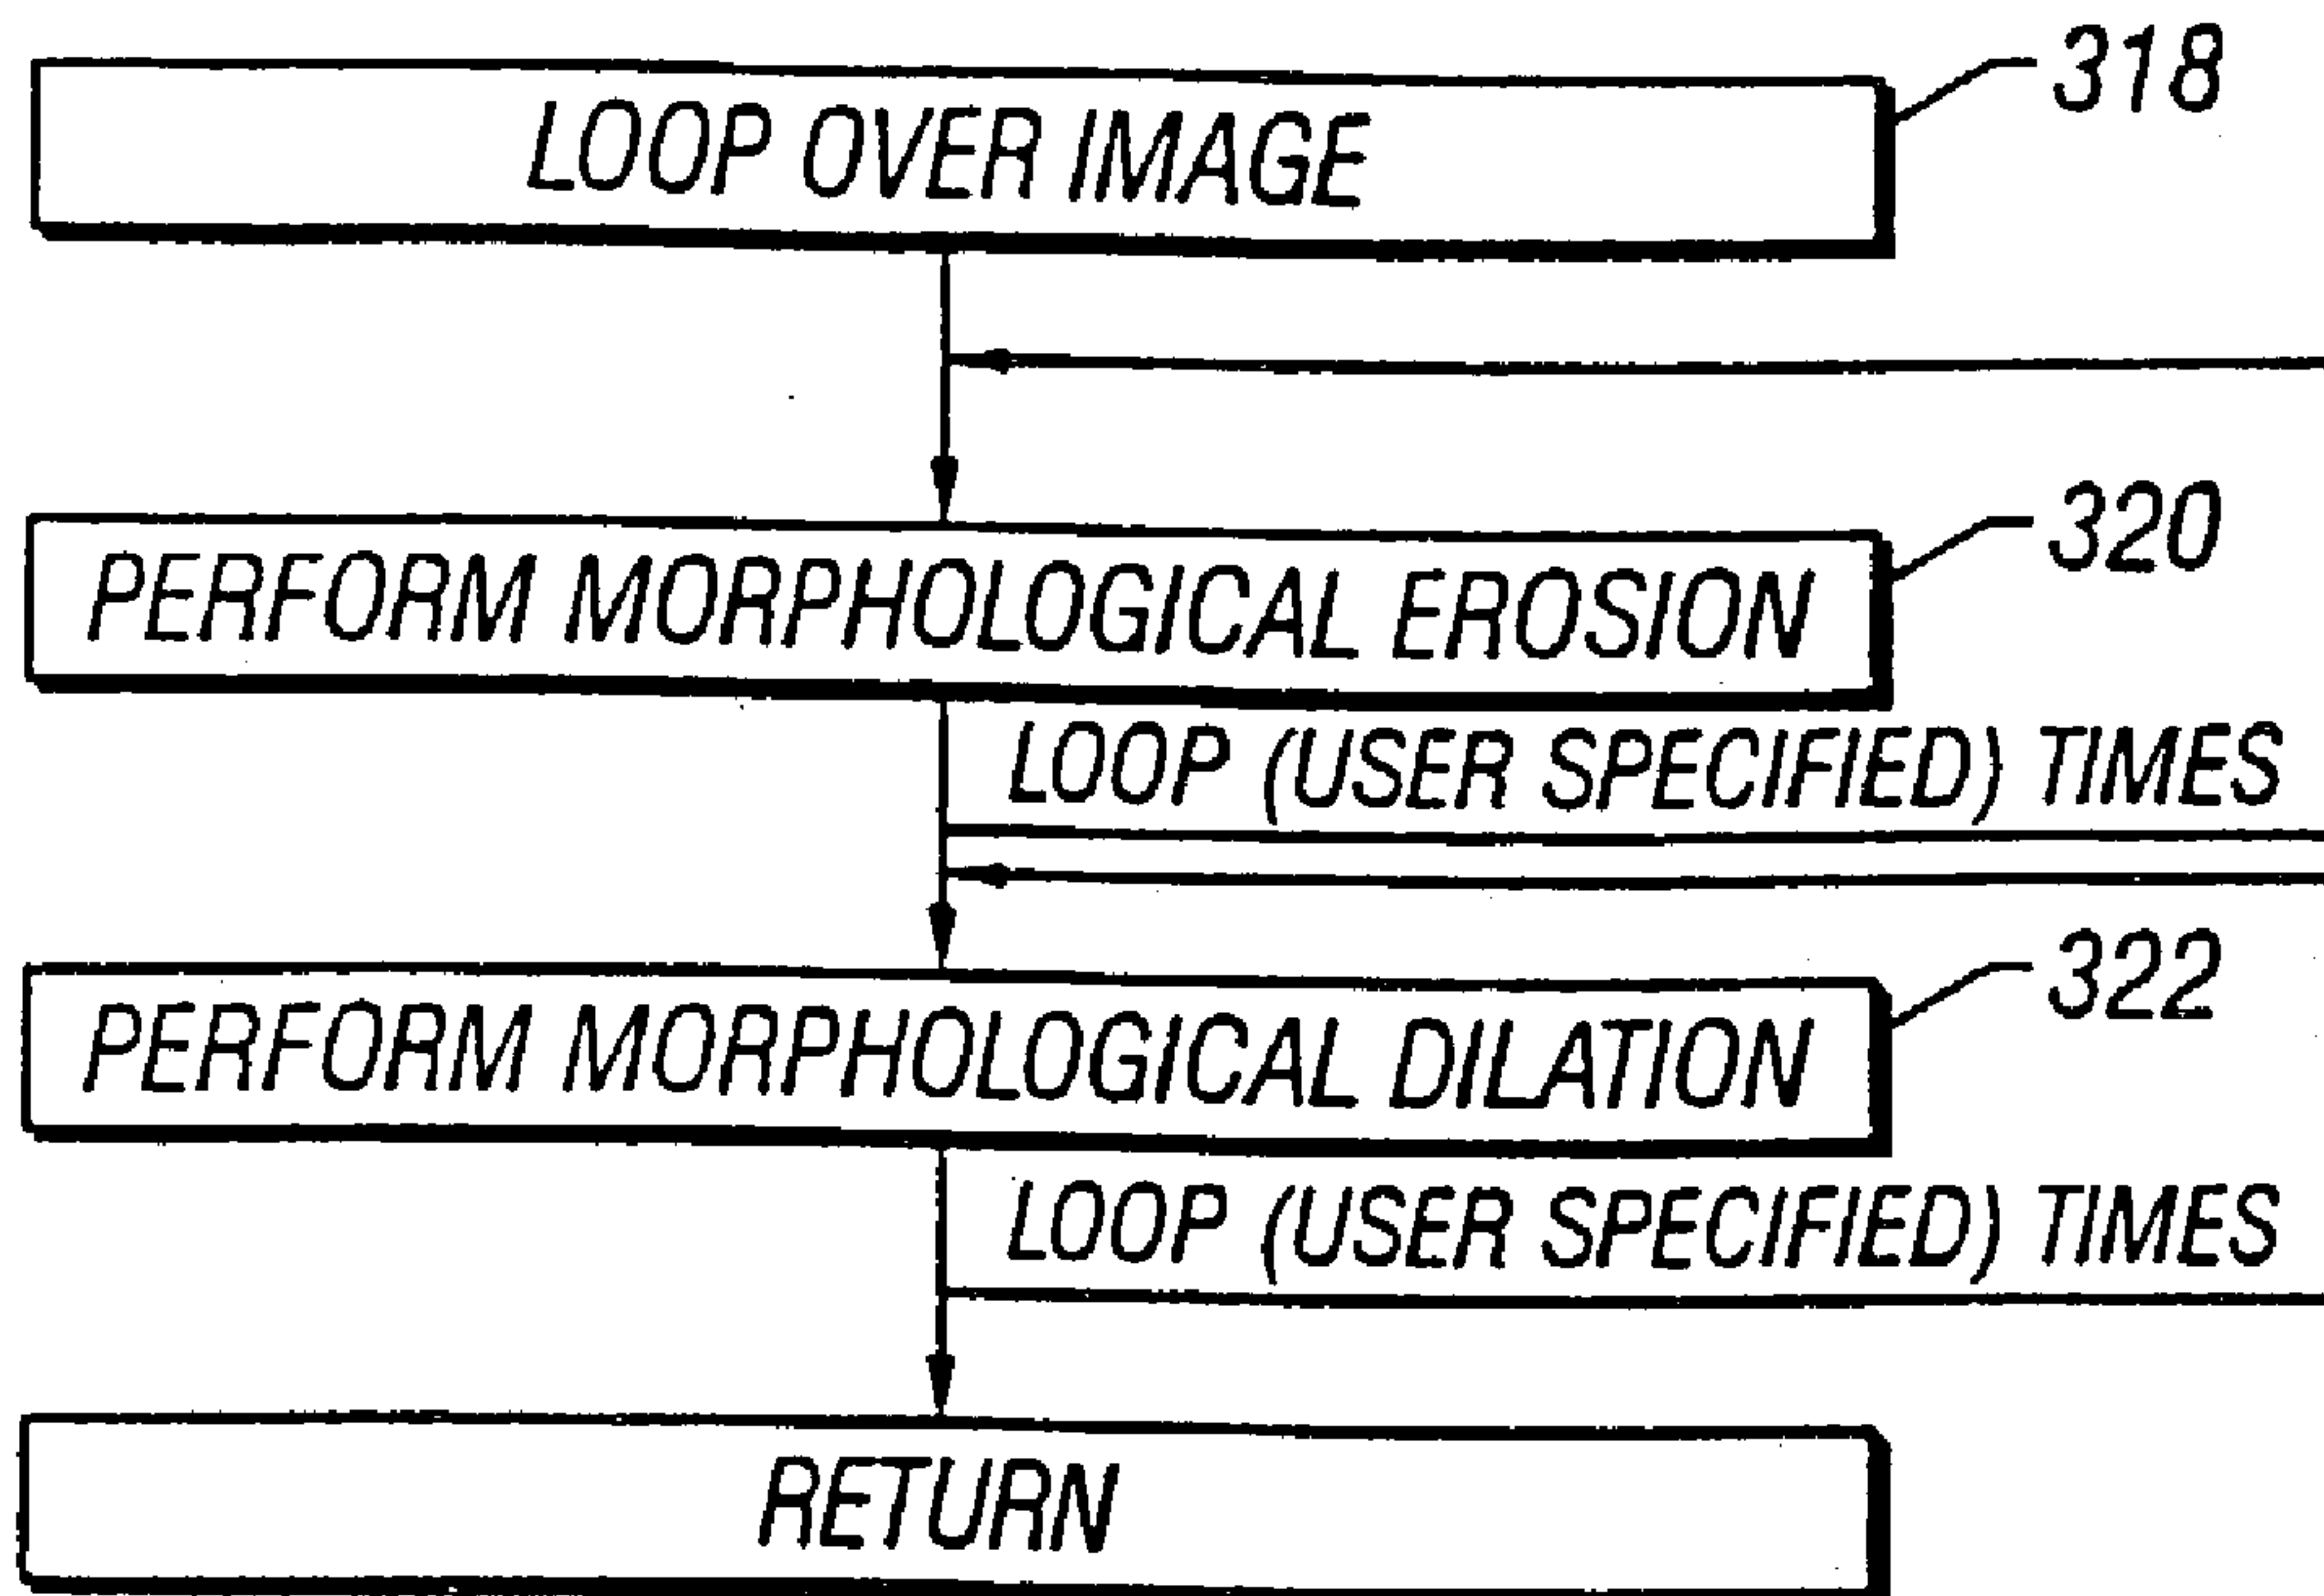 318
LOOP OVER IMAGE
320
PERFORM MORPHOLOGICAL EROSION
LOOP (USER SPECIFIED) TIMES
322
PERFORM MORPHOLOGICAL DILATION
LOOP (USER SPECIFIED) TIMES
RETURN